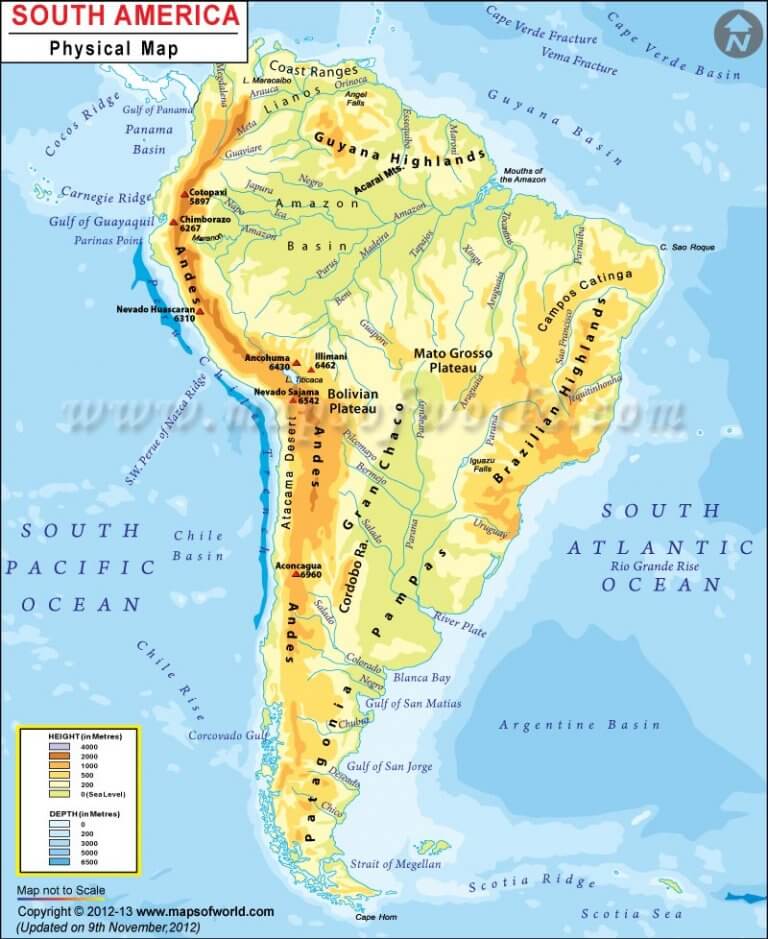 SOUTH AMERICA
Physical Map
N
Cape Verde Fracture
Vema Fracture
Cape Verde Basin
Guyana Basin
Cocos Ridge
Gulf of Panama
Panama
Basin
Carnegie Ridge
Gulf of Guayaquil
Parinas Point
Magdalena
L. Maracaibo
Coast Ranges
Orinoca
Arauca
Lianos
Angel
Falls
Meta
Guaviare
Essequibo
Maroni
Guyana Highlands
Acarai Mts.
Mouths of
the Amazon
Cotopaxi
5897
Chimborazo
6267
Japura
Negro
Napo
Ica
Amazon
Basin
Maranon
Amazon
Amazon
Purus
Madeira
Tapajos
Xingu
Tocantins
Parnaiba
C. Sao Roque
Andes
Nevado Huascaran
6310
Beni
Araguaia
Campos Catinga
Sao Francisco
Peru Chile Trench
Guapore
Mato Grosso
Plateau
Ancohuma
6430
Illimani
6462
L. Titicaca
Nevado Sajama
6542
Bolivian
Plateau
Araguaia
Brazilian Highlands
Jequitinhonha
S.W. Perue of Nazca Ridge
www.mapsofworld.com
Atacama Desert
Andes
Pilcomayo
Bermejo
Gran Chaco
Paraguay
Parana
Iguazu
Falls
SOUTH
PACIFIC
OCEAN
Chile
Basin
Salado
Parana
Uruguay
SOUTH
ATLANTIC
Rio Grande Rise
OCEAN
Aconcagua
6960
Cordobo Ra.
Pampas
Andes
Salado
River Plate
Chile Rise
Colorado
Blanca Bay
Negro
Gulf of San Matias
Corcovado Gulf
Chubut
Argentine Basin
Patagonia
Gulf of San Jorge
Deseado
Chico
Strait of Megellan
Scotia Ridge
Cape Horn
Scotia Sea
HEIGHT (in Metres)
4000
2000
1000
500
200
0 (Sea Level)
DEPTH (in Metres)
0
200
3000
5000
6500
Map not to Scale
Copyright © 2012-13 www.mapsofworld.com
(Updated on 9th November,2012)